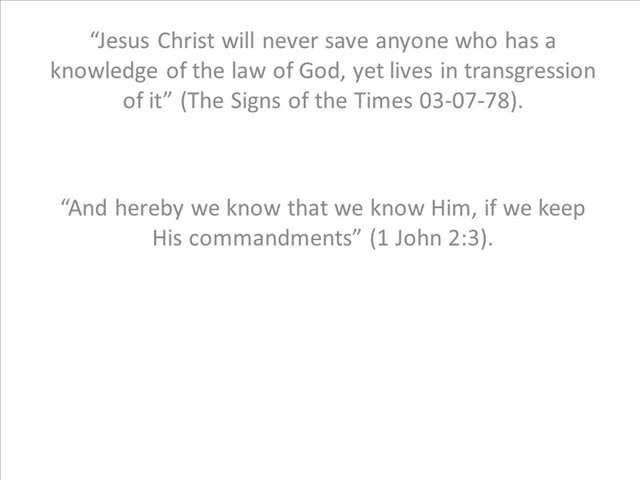 “Jesus Christ will never save anyone who has a
knowledge of the law of God, yet lives in transgression
of it” (The Signs of the Times 03-07-78).
“And hereby we know that we know Him, if we keep
His commandments” (1 John 2:3).